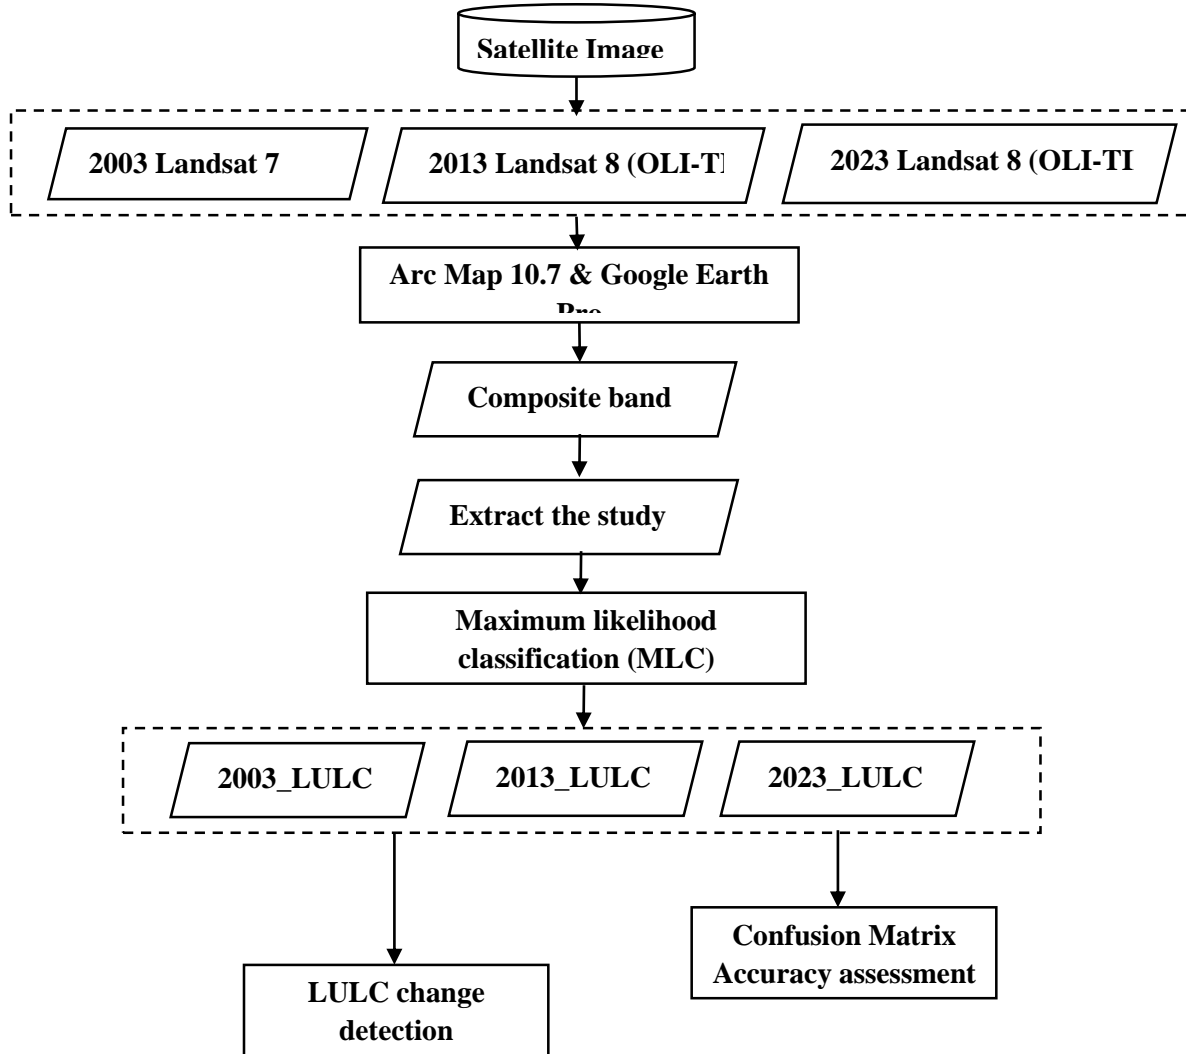 Satellite Image
2003 Landsat 7
2013 Landsat 8 (OLI-TI
2023 Landsat 8 (OLI-TI
Arc Map 10.7 & Google Earth
Pro
Composite band
Extract the study
Maximum likelihood
classification (MLC)
2003_LULC
2013_LULC
2023_LULC
Confusion Matrix
Accuracy assessment
LULC change
detection